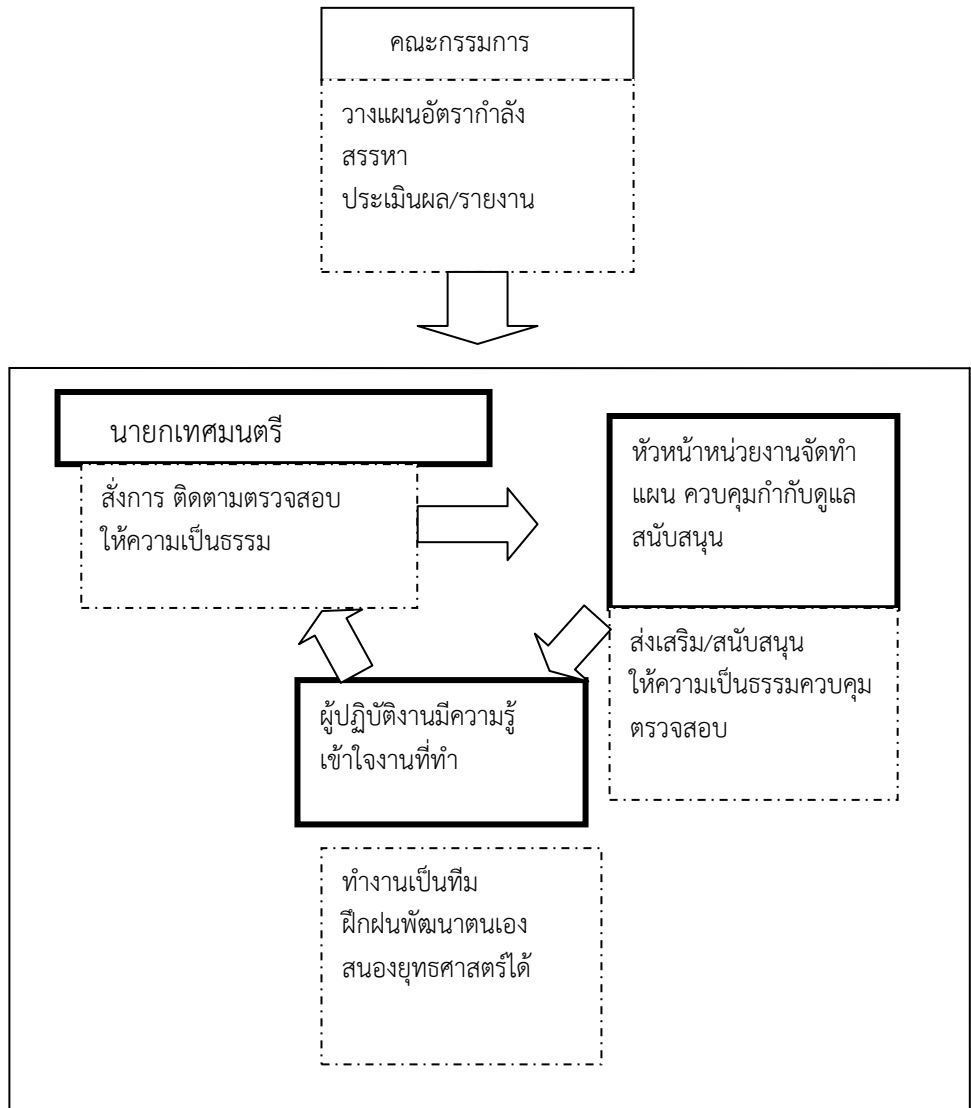 คณะกรรมการ
วางแผนอัตรากำลัง
สรรหา
ประเมินผล/รายงาน
นายกเทศมนตรี
สั่งการ ติดตามตรวจสอบ
ให้ความเป็นธรรม
หัวหน้าหน่วยงานจัดทำ
แผน ควบคุมกำกับดูแล
สนับสนุน
ส่งเสริม/สนับสนุน
ให้ความเป็นธรรมควบคุม
ตรวจสอบ
ผู้ปฏิบัติงานมีความรู้
เข้าใจงานที่ทำ
ทำงานเป็นทีม
ฝึกฝนพัฒนาตนเอง
สนองยุทธศาสตร์ได้